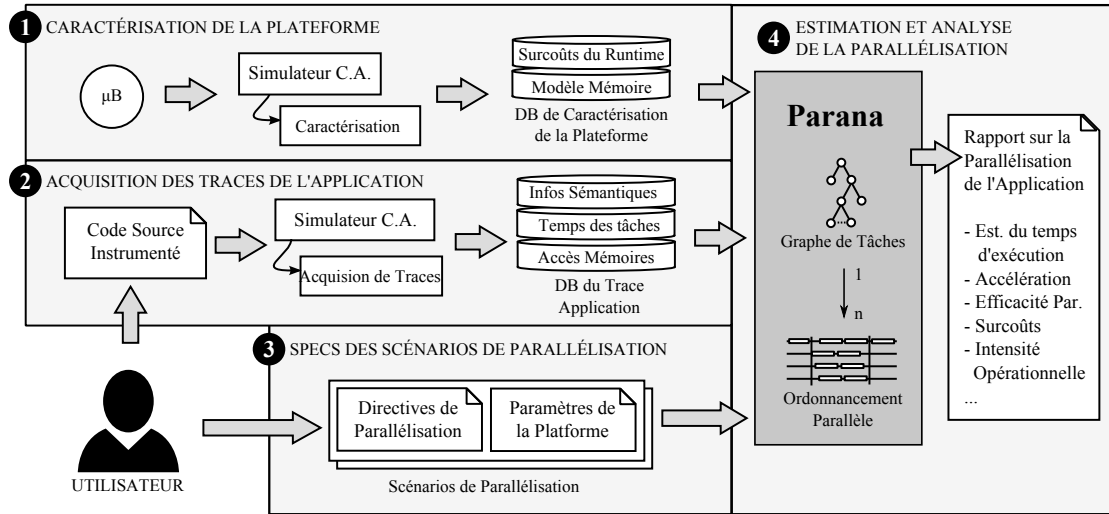 1 CARACTÉRISATION DE LA PLATEFORME
µB
Simulateur C.A.
Caractérisation
Surcoûts du Runtime
Modèle Mémoire
DB de Caractérisation
de la Plateforme
2 ACQUISITION DES TRACES DE L'APPLICATION
Code Source
Instrumenté
Simulateur C.A.
Acquision de Traces
Infos Sémantiques
Temps des tâches
Accès Mémoires
DB du Trace
Application
3 SPECS DES SCÉNARIOS DE PARALLÉLISATION
Directives de
Parallélisation
Paramètres de
la Platforme
Scénarios de Parallélisation
UTILISATEUR
4 ESTIMATION ET ANALYSE
DE LA PARALLÉLISATION
Parana
Graphe de Tâches
1
n
Ordonnancement
Parallèle
Rapport sur la
Parallélisation
de l'Application
- Est. du temps
d'exécution
- Accélération
- Efficacité Par.
- Surcoûts
- Intensité
Opérationnelle
...